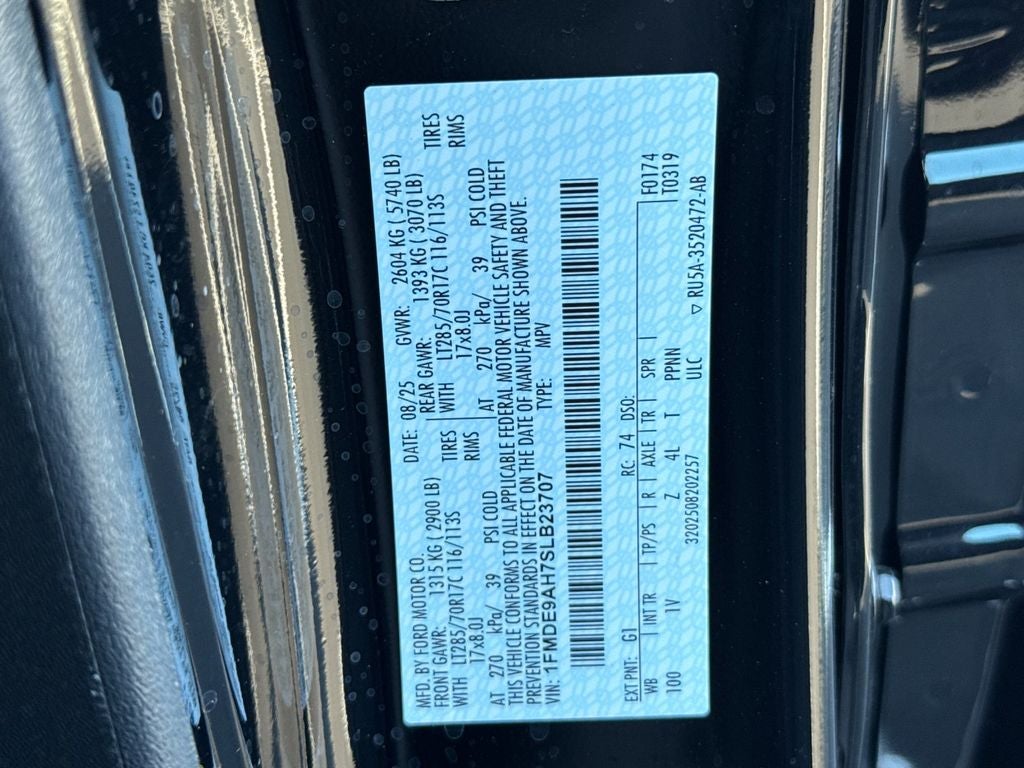 MFD. BY FORD MOTOR CO. DATE: 08/25 GVWR: 2604 KG ( 5740 LB)
FRONT GAWR: 1315 KG ( 2900 LB) REAR GAWR: 1393 KG ( 3070 LB)
WITH LT285/70R17C 116/113S TIRES WITH LT285/70R17C 116/113S TIRES
17x8.0J RIMS 17x8.0J RIMS
AT 270 kPa/ 39 PSI COLD AT 270 kPa/ 39 PSI COLD
THIS VEHICLE CONFORMS TO ALL APPLICABLE FEDERAL MOTOR VEHICLE SAFETY AND THEFT
PREVENTION STANDARDS IN EFFECT ON THE DATE OF MANUFACTURE SHOWN ABOVE.
VIN: 1FMDE9AH7SLB23707 TYPE: MPV
EXT PNT: G1 RC: 74 DSO: F0174
WB | INT TR | TP/PS | R | AXLE | TR | SPR | T0319
100 1V Z 4L T PPNN
ULC
3202508202257 ▽ RU5A-3520472-AB